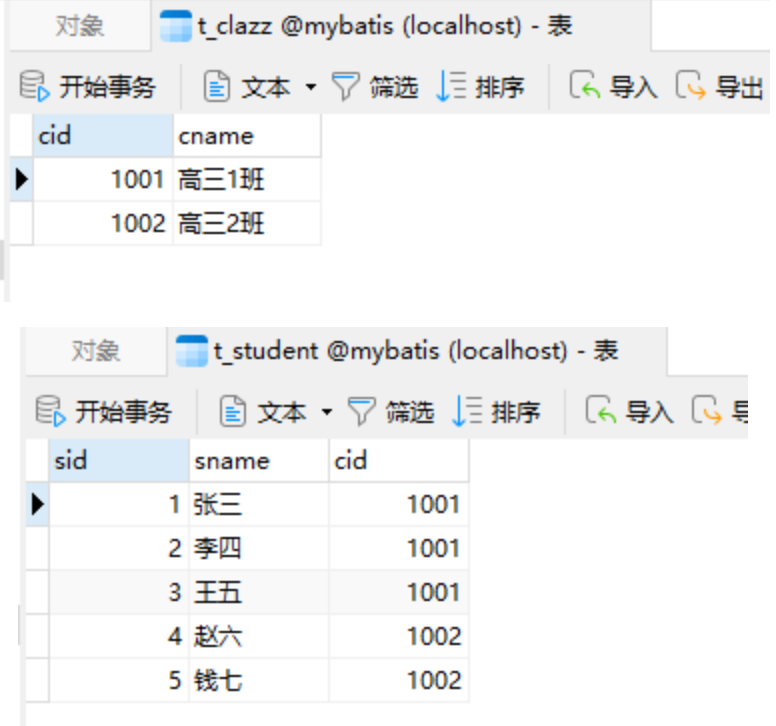 对象 t_clazz @mybatis (localhost) - 表
开始事务 文本 筛选 排序 导入 导出
cid cname
1001 高三1班
1002 高三2班
对象 t_student @mybatis (localhost) - 表
开始事务 文本 筛选 排序 导入
sid sname cid
1 张三 1001
2 李四 1001
3 王五 1001
4 赵六 1002
5 钱七 1002